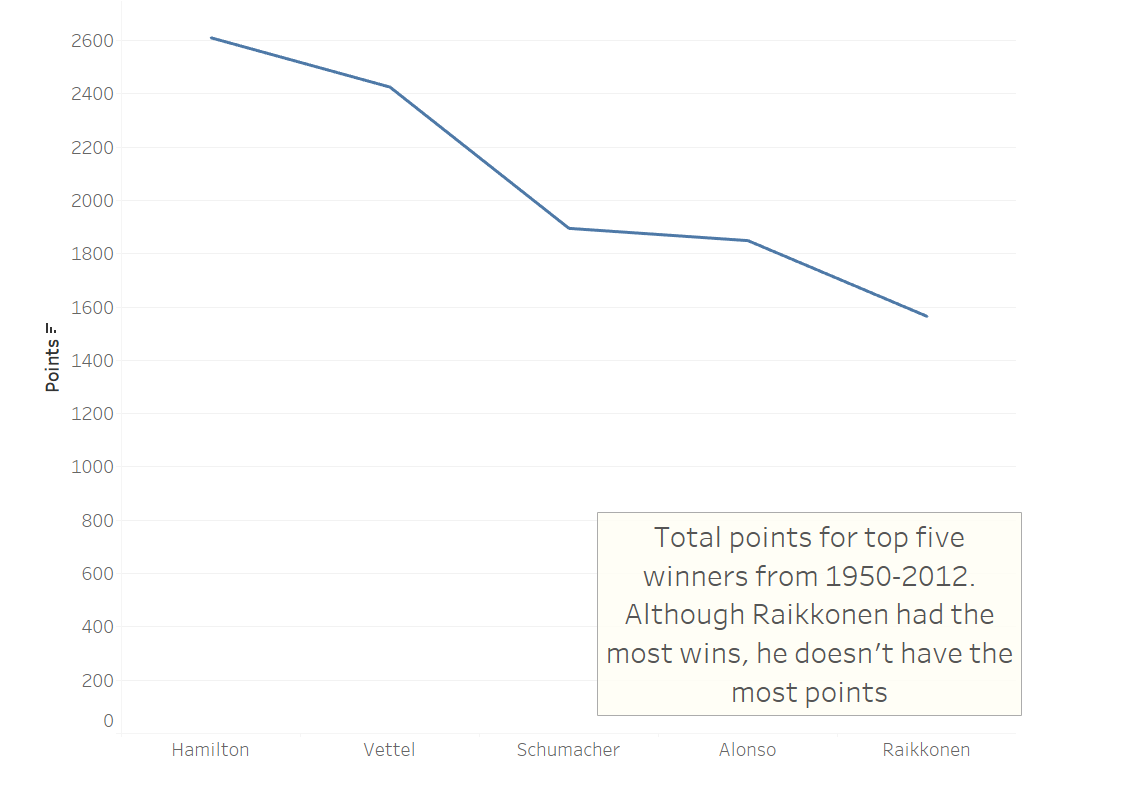 2600
2400
2200
2000
1800
1600
1400
1200
1000
800
600
400
200
0
Points
Total points for top five
winners from 1950-2012.
Although Raikkonen had the
most wins, he doesn’t have the
most points
Hamilton Vettel Schumacher Alonso Raikkonen